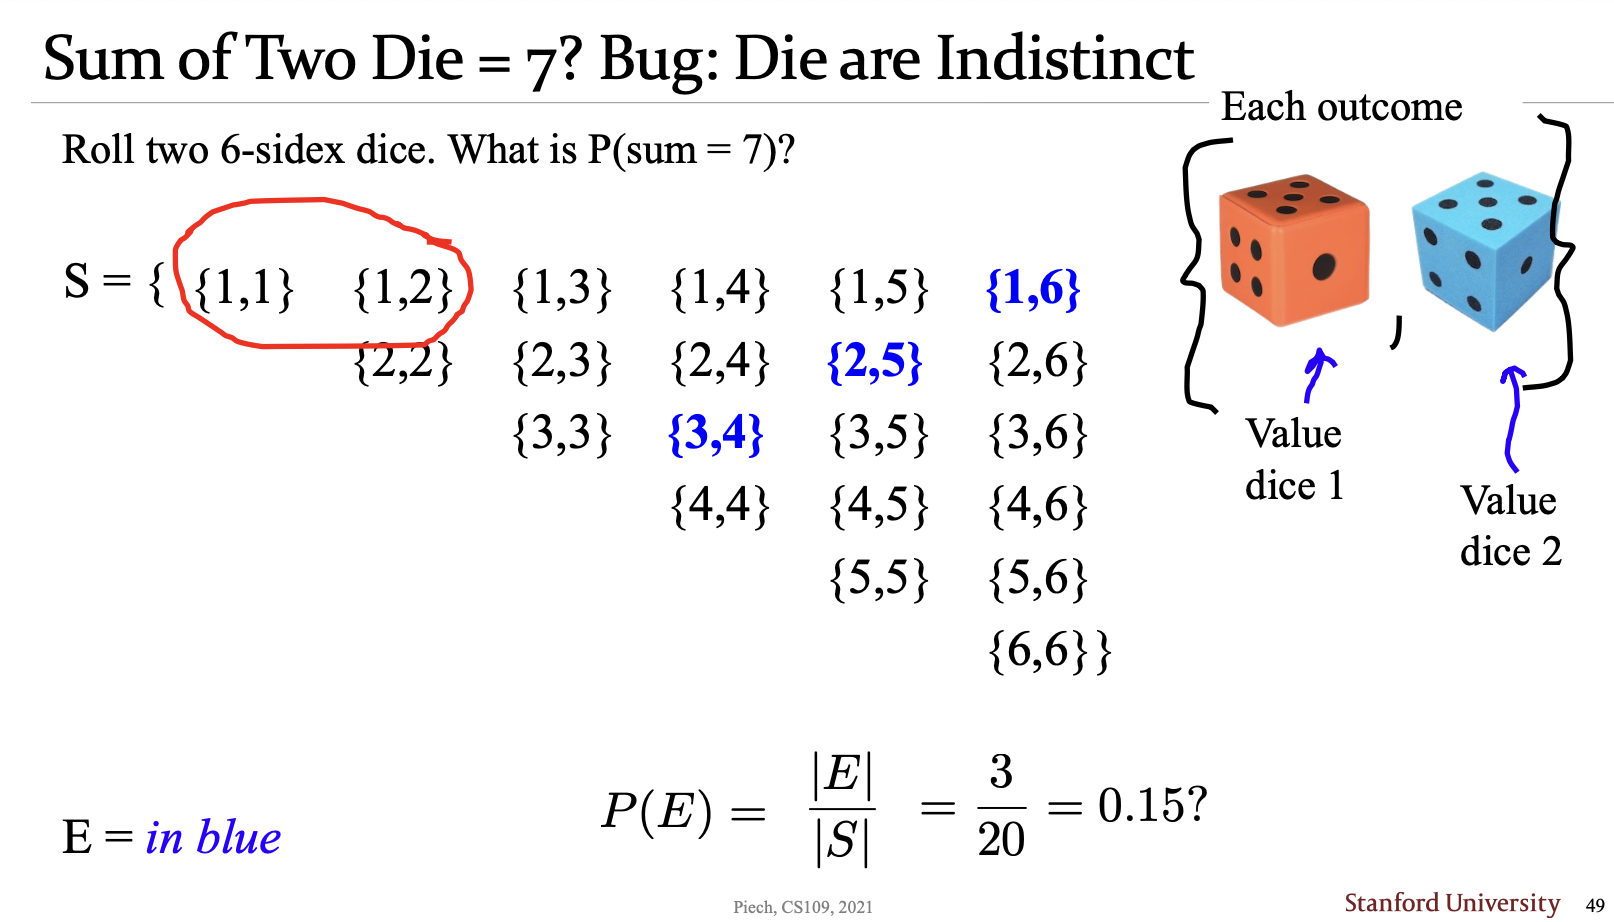 Sum of Two Die = 7? Bug: Die are Indistinct
Each outcome
Roll two 6-sidex dice. What is P(sum = 7)?
S = { {1,1} {1,2} {1,3} {1,4} {1,5} {1,6}
{2,2} {2,3} {2,4} {2,5} {2,6}
{3,3} {3,4} {3,5} {3,6}
{4,4} {4,5} {4,6}
{5,5} {5,6}
{6,6}}
{ , }
Value
dice 1
Value
dice 2
P(E) = |E| / |S| = 3 / 20 = 0.15?
E = in blue
Piech, CS109, 2021
Stanford University 49